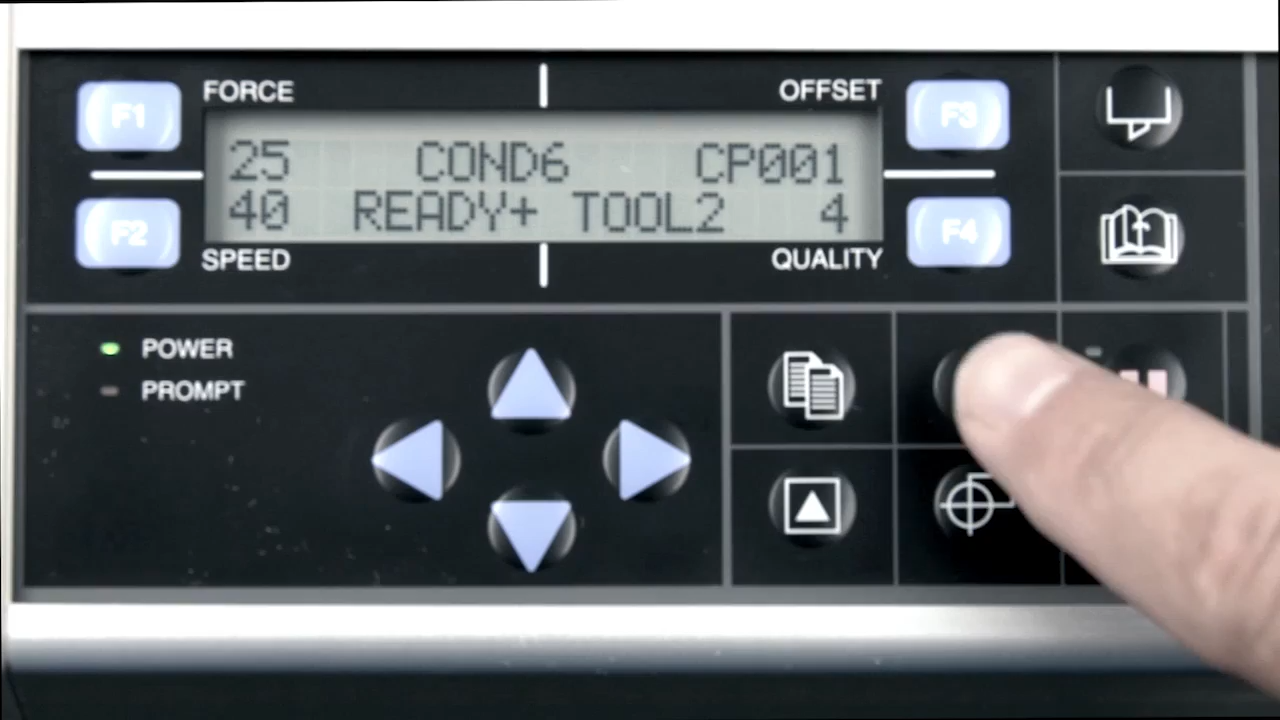 F1 FORCE OFFSET F3
25 COND6 CP001
40 READY+ TOOL2 4
F2 SPEED QUALITY F4
POWER
PROMPT